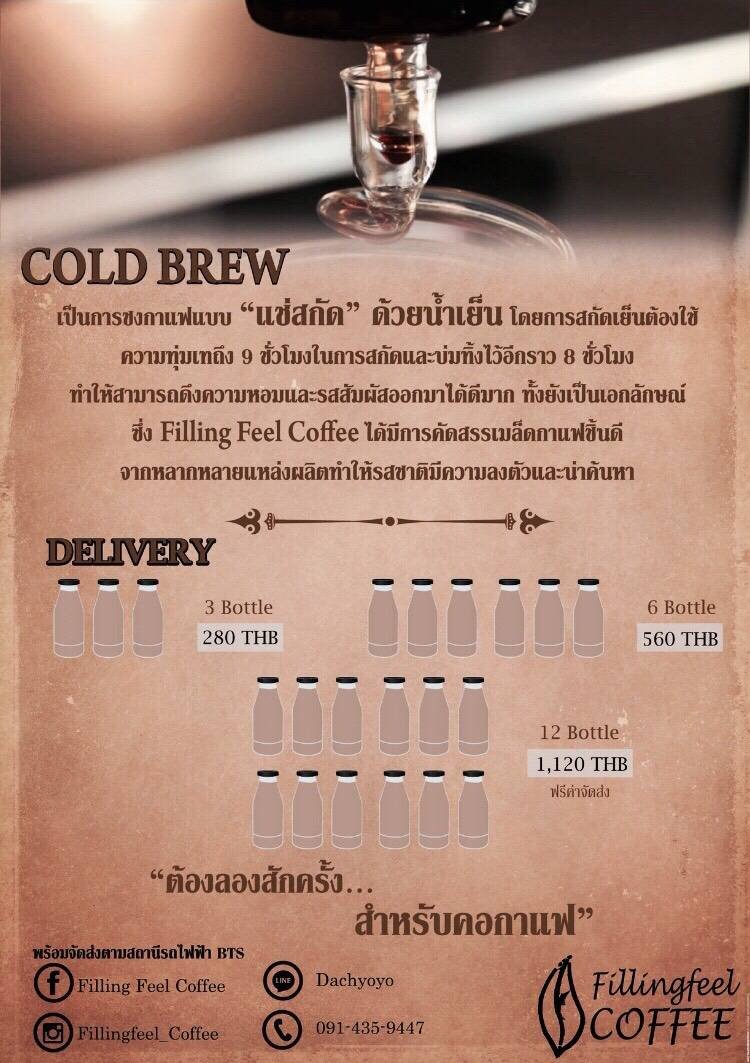 COLD BREW
เป็นการชงกาแฟแบบ “แช่สกัด” ด้วยน้ำเย็น โดยการสกัดเย็นต้องใช้
ความทุ่มเทถึง 9 ชั่วโมงในการสกัดและบ่มทิ้งไว้อีกราว 8 ชั่วโมง
ทำให้สามารถดึงความหอมและรสสัมผัสออกมาได้ดีมาก ทั้งยังเป็นเอกลักษณ์
ซึ่ง Filling Feel Coffee ได้มีการคัดสรรเมล็ดกาแฟชิ้นดี
จากหลากหลายแหล่งผลิตทำให้รสชาติมีความลงตัวและน่าค้นหา
DELIVERY
3 Bottle
280 THB
6 Bottle
560 THB
12 Bottle
1,120 THB
ฟรีค่าจัดส่ง
“ต้องลองสักครั้ง...
สำหรับคอกาแฟ”
พร้อมจัดส่งตามสถานีรถไฟฟ้า BTS
Filling Feel Coffee
LINE Dachyoyo
Fillingfeel_Coffee
091-435-9447
Fillingfeel
COFFEE